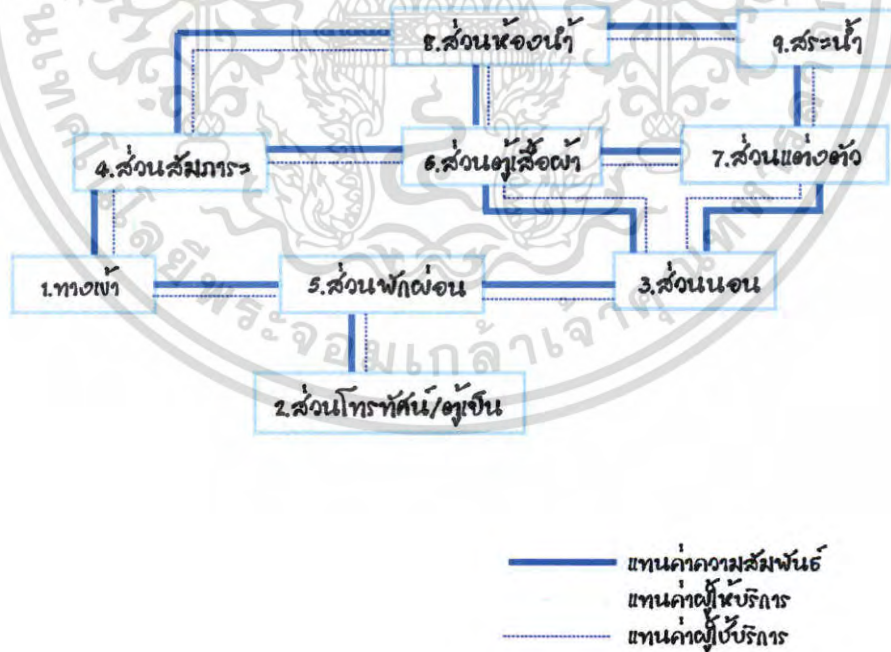 8.ส่วนห้องน้ำ
9.สระน้ำ
4.ส่วนสัมภาระ
6.ส่วนตู้เสื้อผ้า
7.ส่วนแต่งตัว
1.ทางเข้า
5.ส่วนพักผ่อน
3.ส่วนนอน
2.ส่วนโทรทัศน์/ตู้เย็น
แทนค่าความสัมพันธ์
แทนค่าผู้ให้บริการ
แทนค่าผู้ใช้บริการ